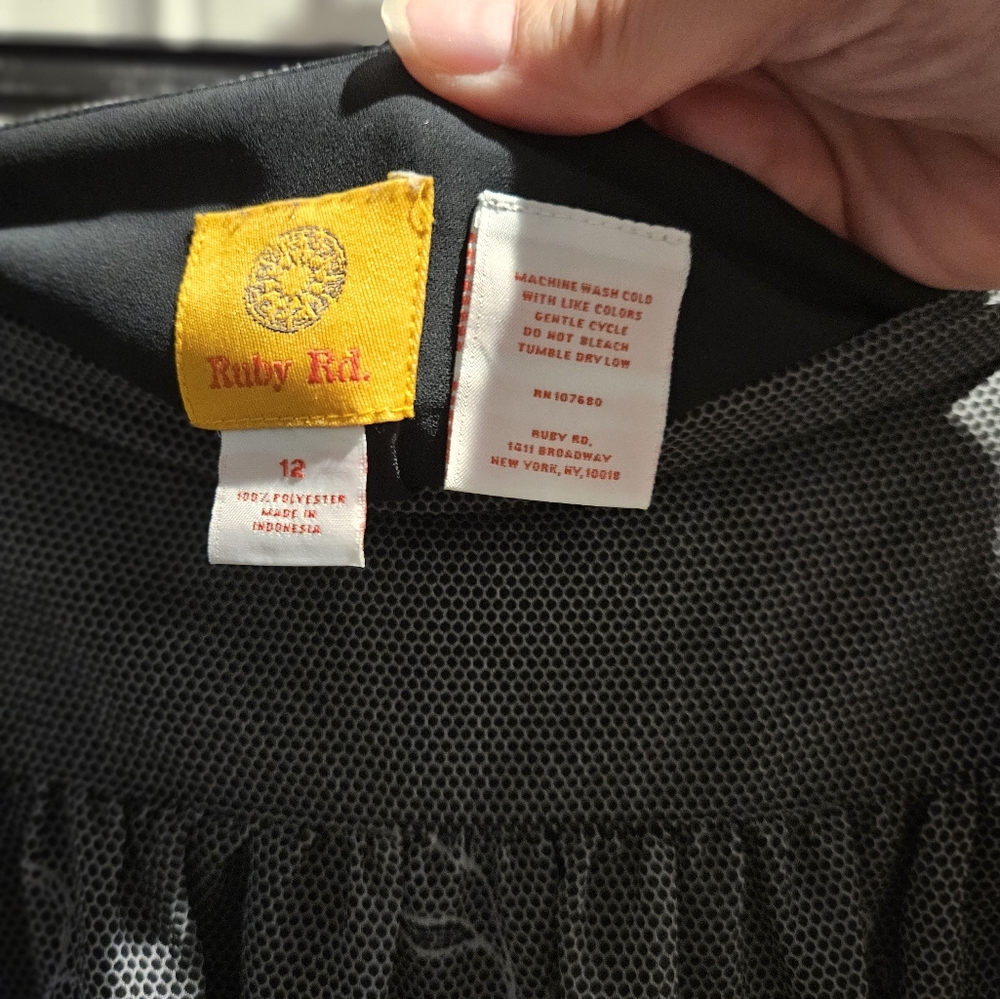 Ruby Rd.
12
100% POLYESTER
MADE IN
INDONESIA
MACHINE WASH COLD
WITH LIKE COLORS
GENTLE CYCLE
DO NOT BLEACH
TUMBLE DRY LOW
RN 107680
RUBY RD.
1411 BROADWAY
NEW YORK, NY, 10018